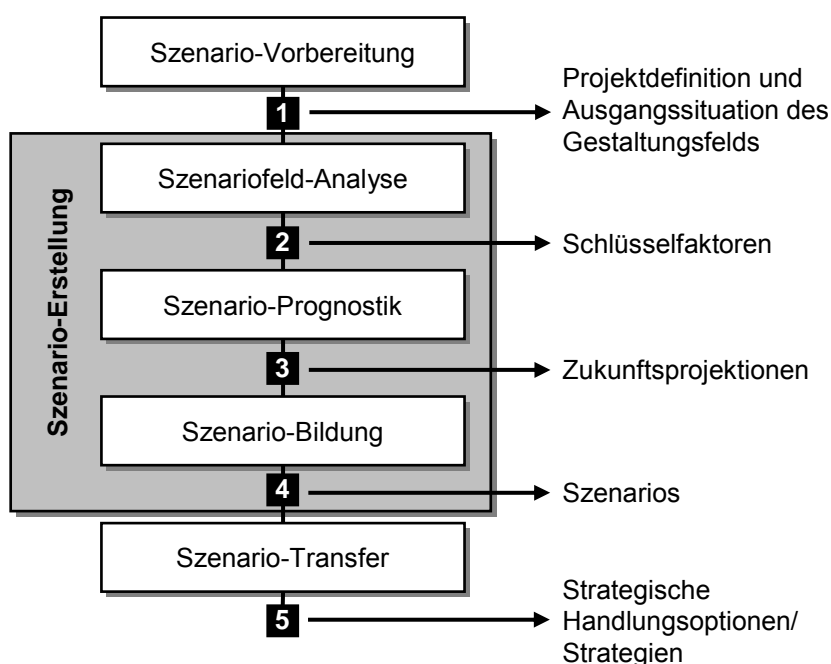 Szenario-Vorbereitung
1
Projektdefinition und
Ausgangssituation des
Gestaltungsfelds
Szenario-Erstellung
Szenariofeld-Analyse
2
Schlüsselfaktoren
Szenario-Prognostik
3
Zukunftsprojektionen
Szenario-Bildung
4
Szenarios
Szenario-Transfer
5
Strategische
Handlungsoptionen/
Strategien